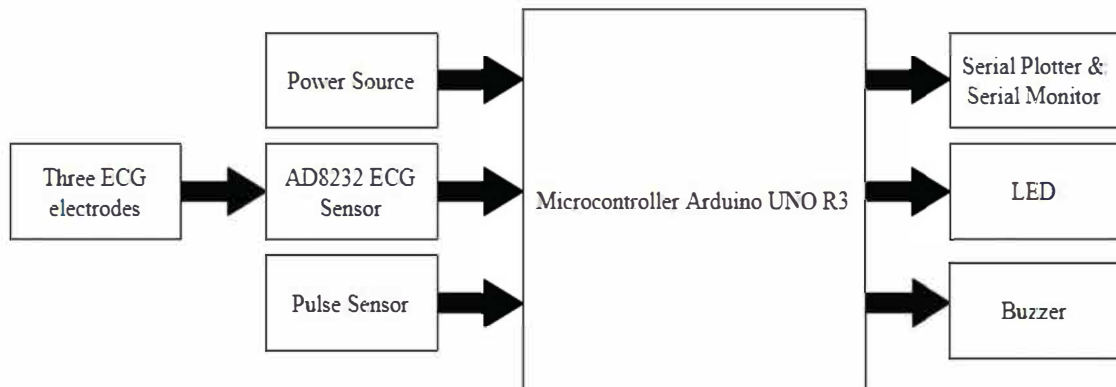 Power Source
Serial Plotter &
Serial Monitor
Three ECG
electrodes
AD8232 ECG
Sensor
Microcontroller Arduino UNO R3
LED
Pulse Sensor
Buzzer